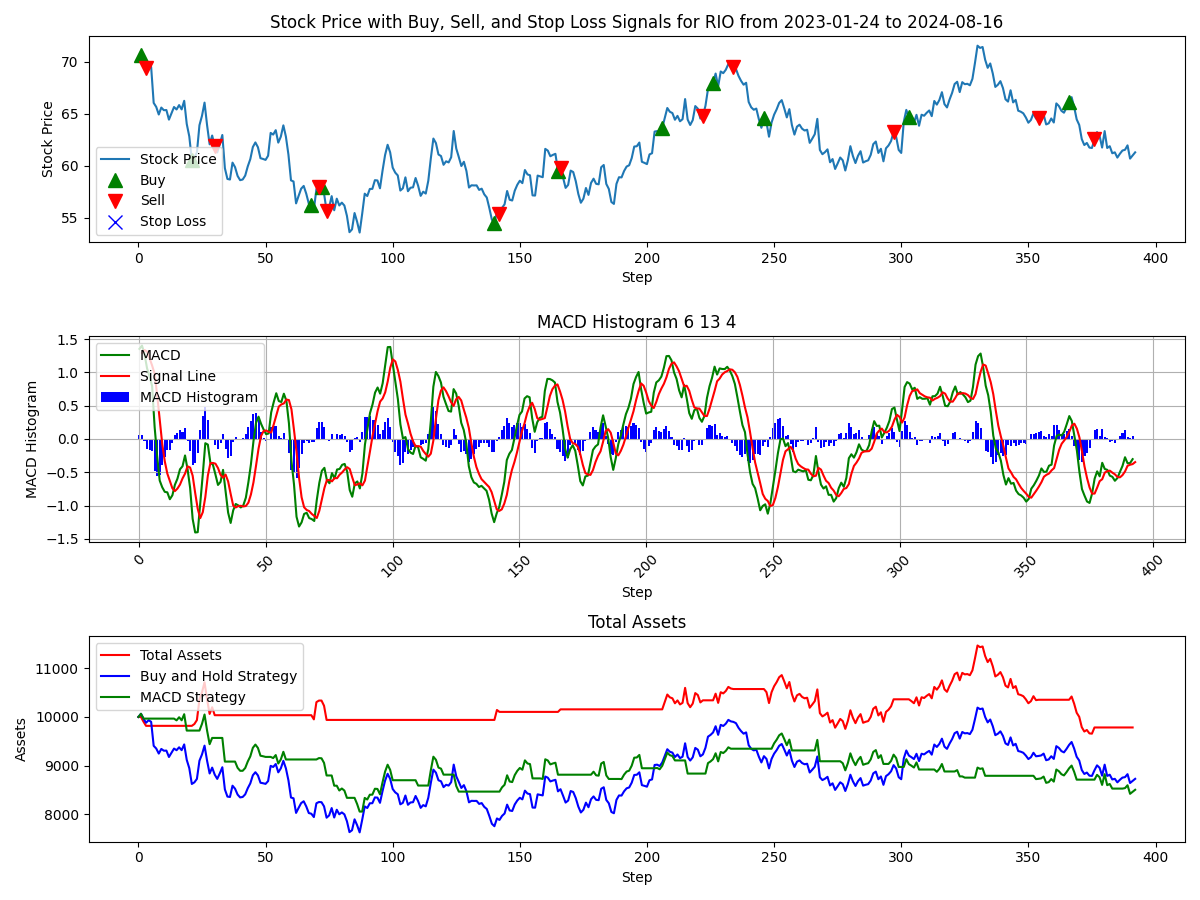 Stock Price with Buy, Sell, and Stop Loss Signals for RIO from 2023-01-24 to 2024-08-16
Stock Price
70
65
60
55
Stock Price
Buy
Sell
Stop Loss
0 50 100 150 200 250 300 350 400
Step
MACD Histogram 6 13 4
MACD Histogram
1.5
1.0
0.5
0.0
−0.5
−1.0
−1.5
MACD
Signal Line
MACD Histogram
0 50 100 150 200 250 300 350 400
Step
Total Assets
Assets
11000
10000
9000
8000
Total Assets
Buy and Hold Strategy
MACD Strategy
0 50 100 150 200 250 300 350 400
Step